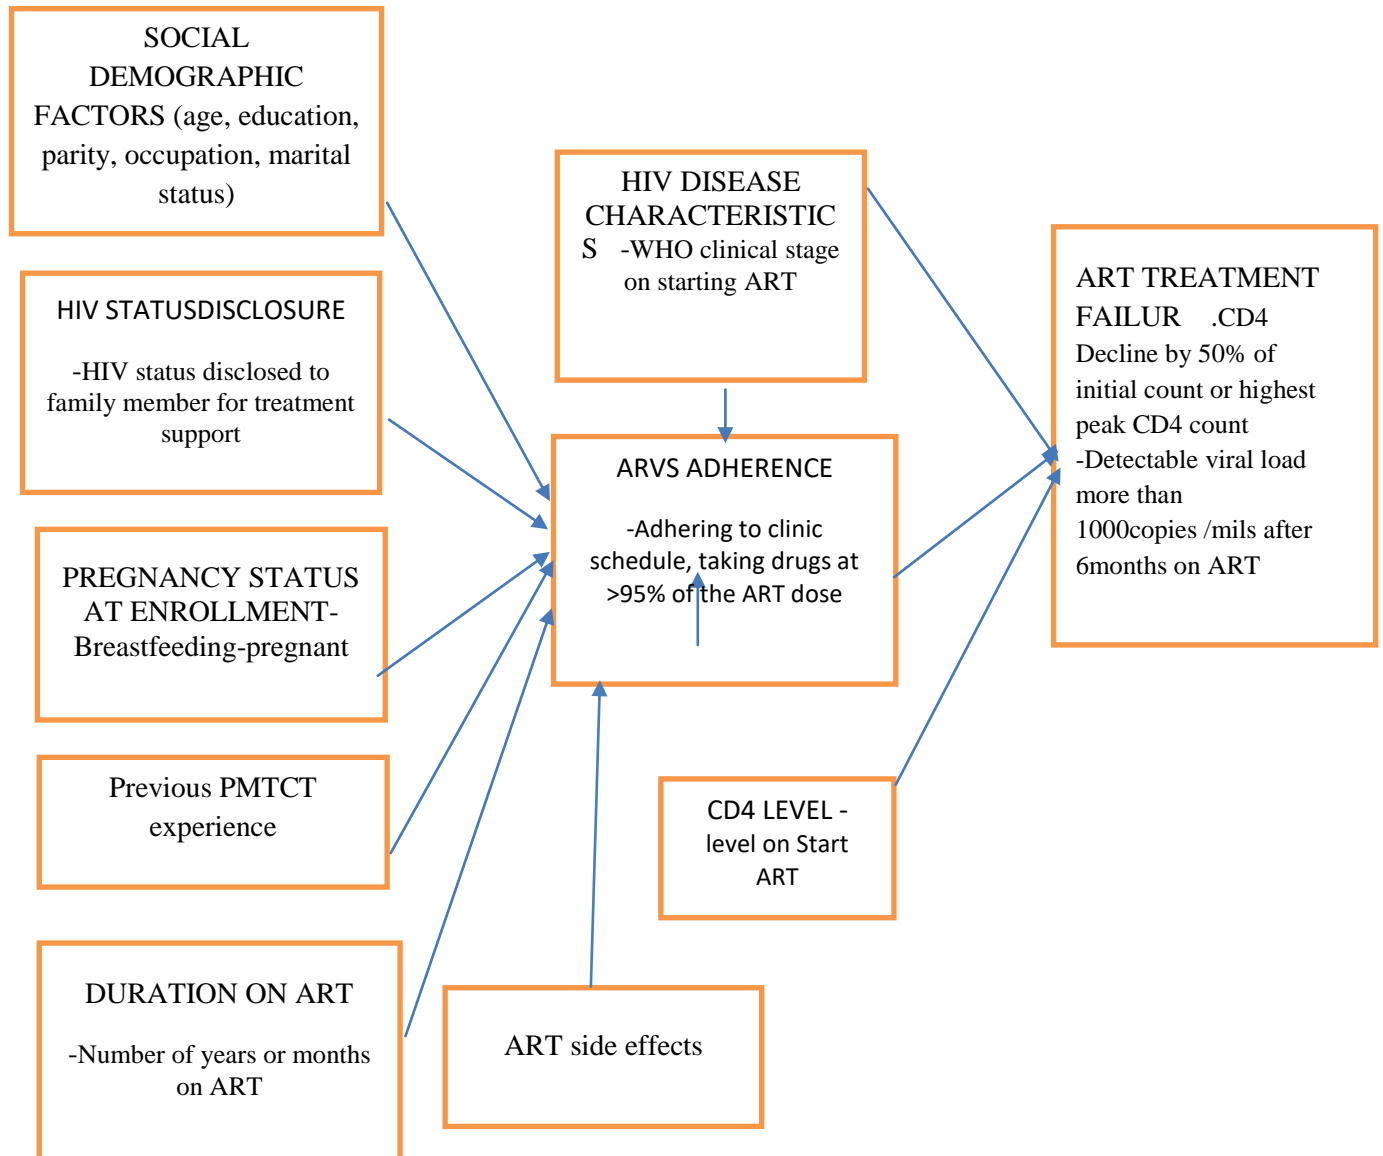 SOCIAL
DEMOGRAPHIC
FACTORS (age, education,
parity, occupation, marital
status)
HIV STATUSDISCLOSURE
-HIV status disclosed to
family member for treatment
support
PREGNANCY STATUS
AT ENROLLMENT-
Breastfeeding-pregnant
Previous PMTCT
experience
DURATION ON ART
-Number of years or months
on ART
HIV DISEASE
CHARACTERISTIC
S -WHO clinical stage
on starting ART
ARVS ADHERENCE
-Adhering to clinic
schedule, taking drugs at
>95% of the ART dose
CD4 LEVEL -
level on Start
ART
ART side effects
ART TREATMENT
FAILUR .CD4
Decline by 50% of
initial count or highest
peak CD4 count
-Detectable viral load
more than
1000copies /mils after
6months on ART